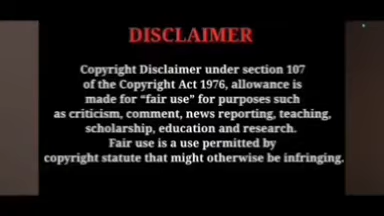 DISCLAIMER
Copyright Disclaimer under section 107
of the Copyright Act 1976, allowance is
made for “fair use” for purposes such
as criticism, comment, news reporting, teaching,
scholarship, education and research.
Fair use is a use permitted by
copyright statute that might otherwise be infringing.